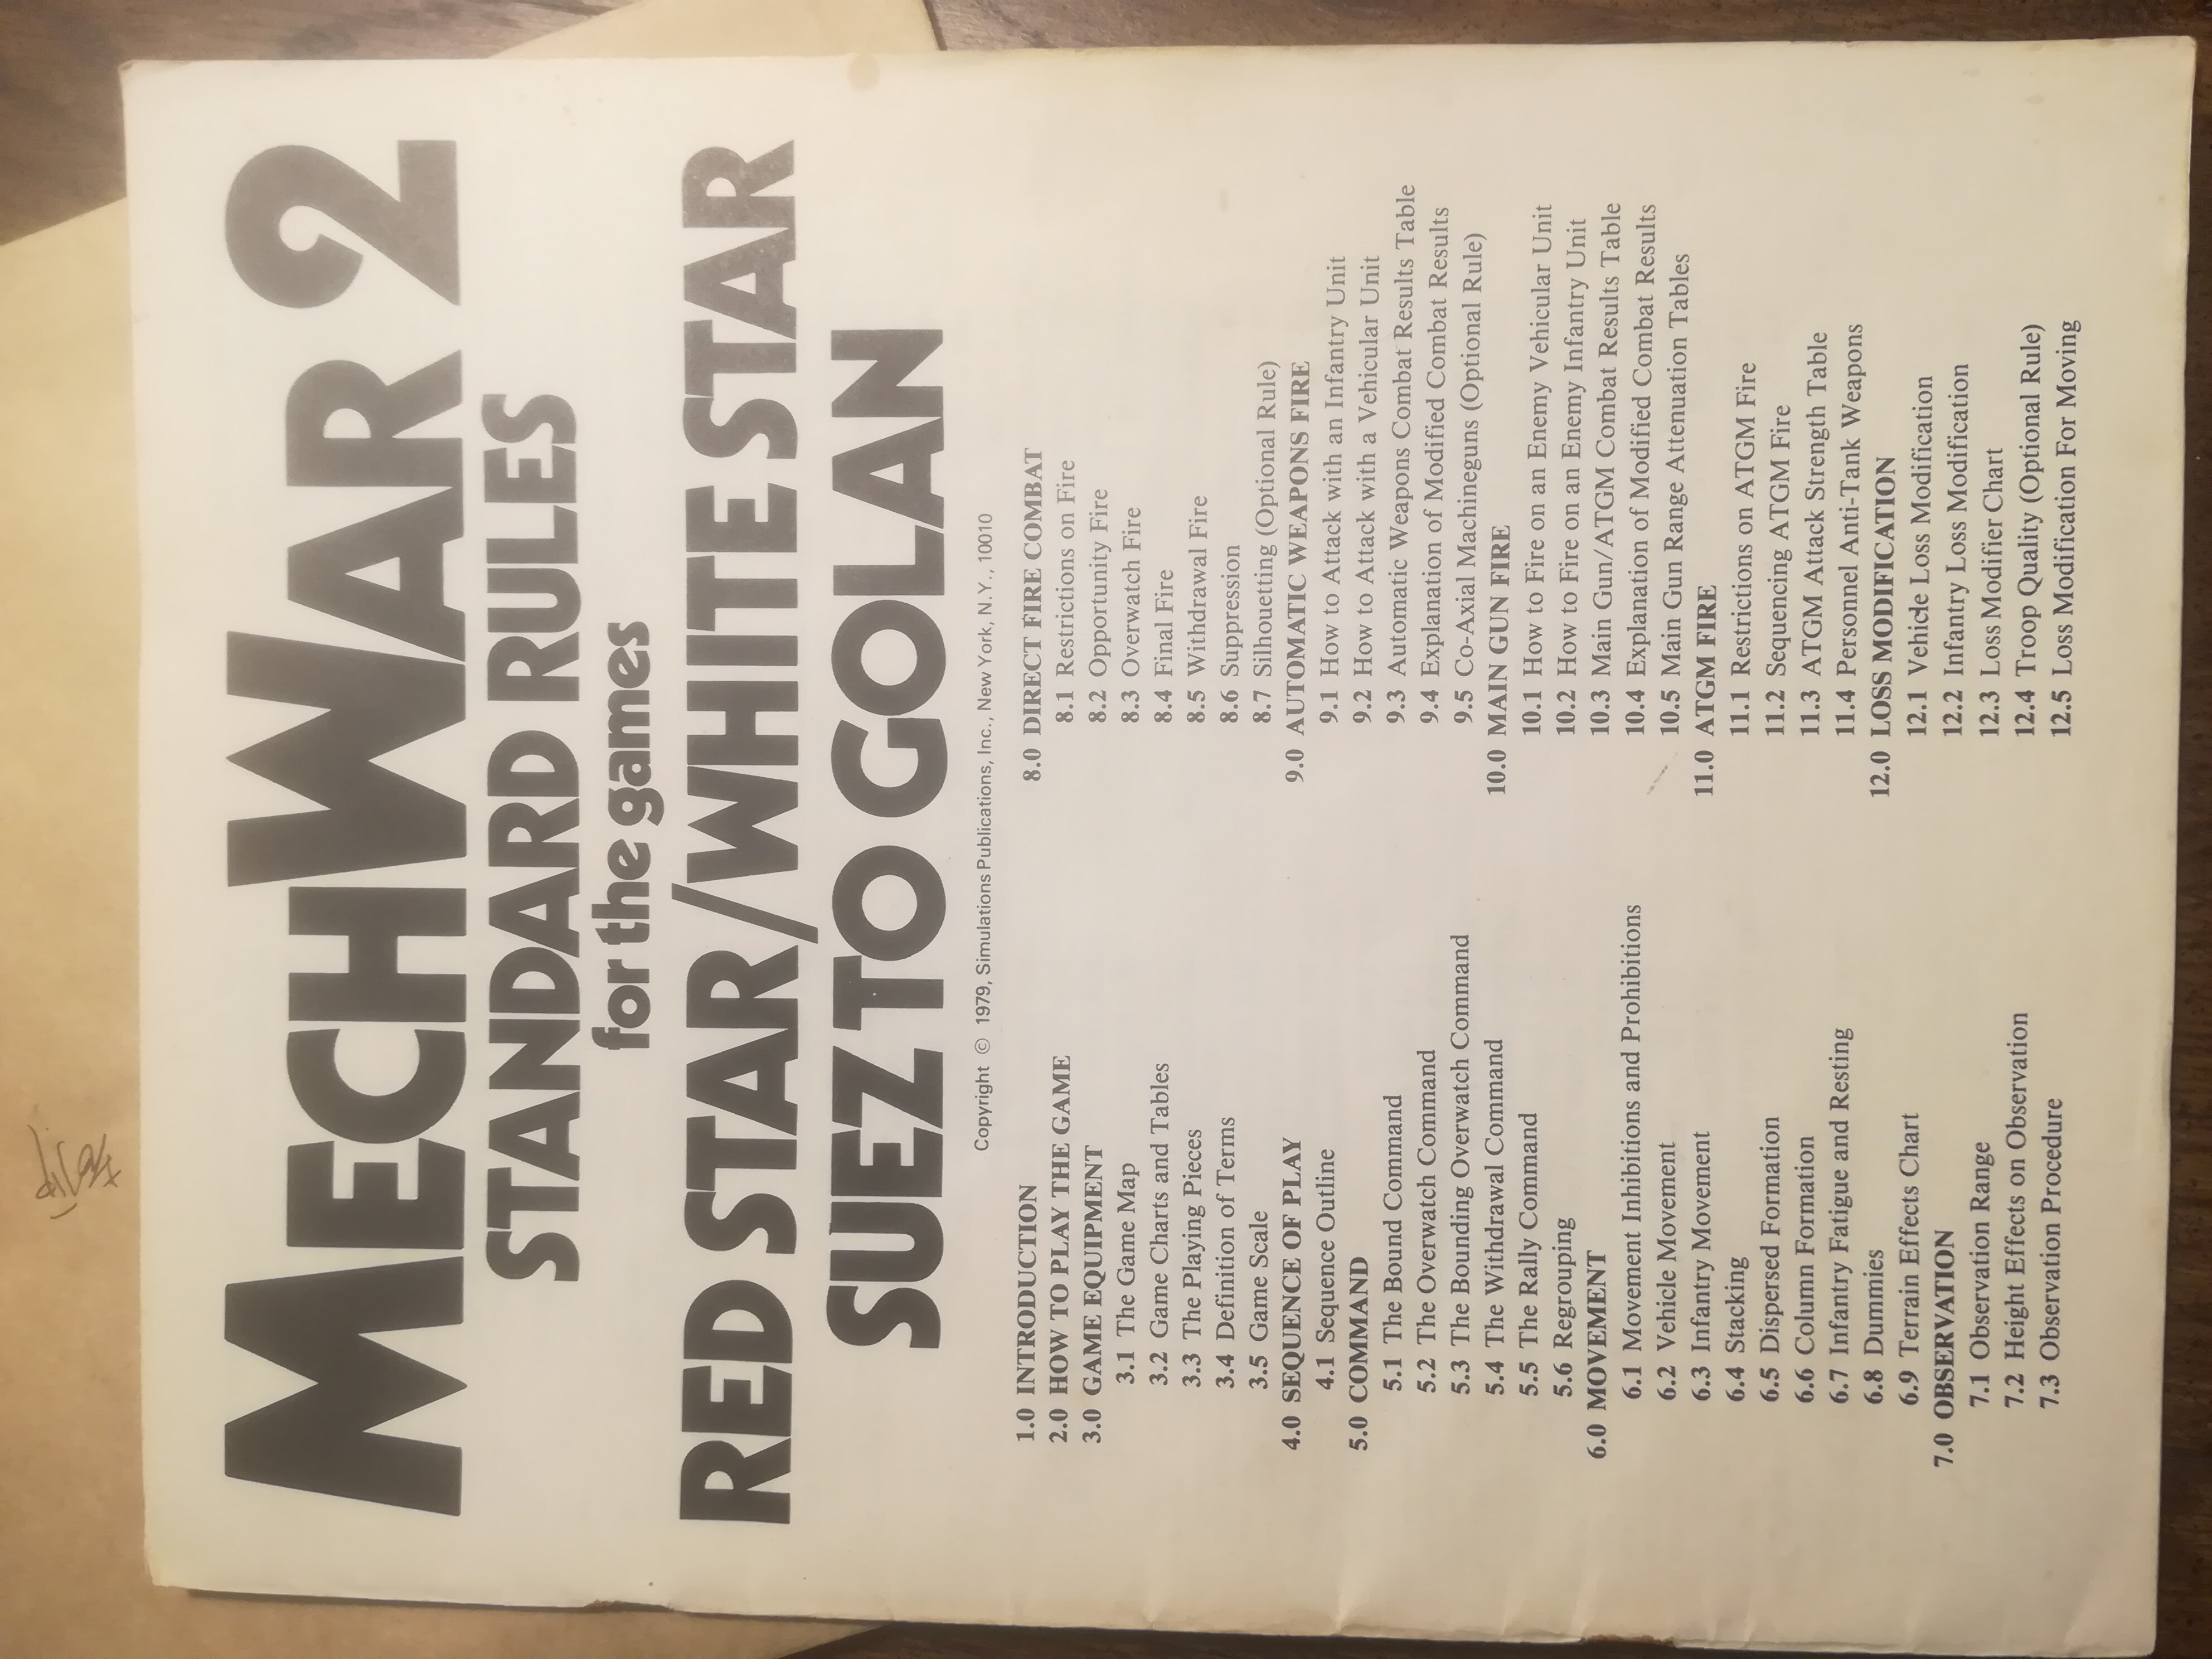 MECHWAR 2
STANDARD RULES
for the games
RED STAR/WHITE STAR
SUEZ TO GOLAN
Copyright © 1979, Simulations Publications, Inc., New York, N.Y., 10010
1.0 INTRODUCTION
2.0 HOW TO PLAY THE GAME
3.0 GAME EQUIPMENT
3.1 The Game Map
3.2 Game Charts and Tables
3.3 The Playing Pieces
3.4 Definition of Terms
3.5 Game Scale
4.0 SEQUENCE OF PLAY
4.1 Sequence Outline
5.0 COMMAND
5.1 The Bound Command
5.2 The Overwatch Command
5.3 The Bounding Overwatch Command
5.4 The Withdrawal Command
5.5 The Rally Command
5.6 Regrouping
6.0 MOVEMENT
6.1 Movement Inhibitions and Prohibitions
6.2 Vehicle Movement
6.3 Infantry Movement
6.4 Stacking
6.5 Dispersed Formation
6.6 Column Formation
6.7 Infantry Fatigue and Resting
6.8 Dummies
6.9 Terrain Effects Chart
7.0 OBSERVATION
7.1 Observation Range
7.2 Height Effects on Observation
7.3 Observation Procedure
8.0 DIRECT FIRE COMBAT
8.1 Restrictions on Fire
8.2 Opportunity Fire
8.3 Overwatch Fire
8.4 Final Fire
8.5 Withdrawal Fire
8.6 Suppression
8.7 Silhouetting (Optional Rule)
9.0 AUTOMATIC WEAPONS FIRE
9.1 How to Attack with an Infantry Unit
9.2 How to Attack with a Vehicular Unit
9.3 Automatic Weapons Combat Results Table
9.4 Explanation of Modified Combat Results
9.5 Co-Axial Machineguns (Optional Rule)
10.0 MAIN GUN FIRE
10.1 How to Fire on an Enemy Vehicular Unit
10.2 How to Fire on an Enemy Infantry Unit
10.3 Main Gun/ATGM Combat Results Table
10.4 Explanation of Modified Combat Results
10.5 Main Gun Range Attenuation Tables
11.0 ATGM FIRE
11.1 Restrictions on ATGM Fire
11.2 Sequencing ATGM Fire
11.3 ATGM Attack Strength Table
11.4 Personnel Anti-Tank Weapons
12.0 LOSS MODIFICATION
12.1 Vehicle Loss Modification
12.2 Infantry Loss Modification
12.3 Loss Modifier Chart
12.4 Troop Quality (Optional Rule)
12.5 Loss Modification For Moving